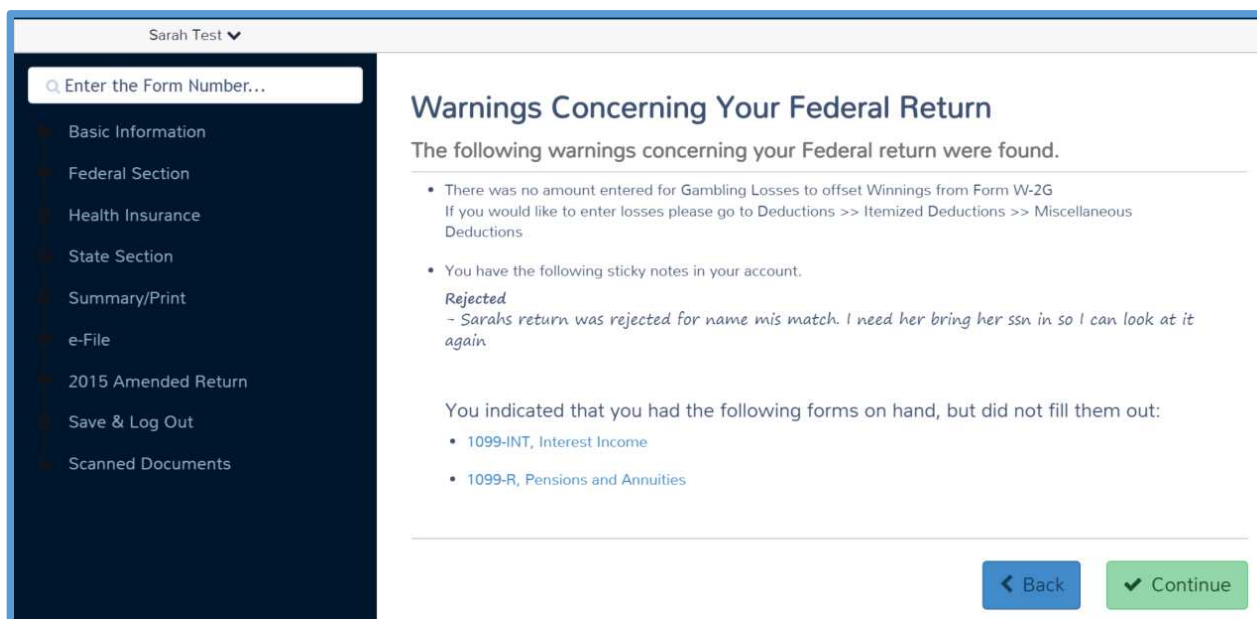 Sarah Test
Enter the Form Number...
Basic Information
Federal Section
Health Insurance
State Section
Summary/Print
e-File
2015 Amended Return
Save & Log Out
Scanned Documents
Warnings Concerning Your Federal Return
The following warnings concerning your Federal return were found.
• There was no amount entered for Gambling Losses to offset Winnings from Form W-2G
If you would like to enter losses please go to Deductions >> Itemized Deductions >> Miscellaneous
Deductions
• You have the following sticky notes in your account.
Rejected
- Sarahs return was rejected for name mis match. I need her bring her ssn in so I can look at it
again
You indicated that you had the following forms on hand, but did not fill them out:
• 1099-INT, Interest Income
• 1099-R, Pensions and Annuities
Back
Continue